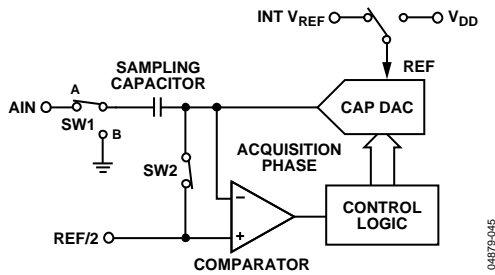 INT VREF
VDD
REF
SAMPLING
CAPACITOR
CAP DAC
AIN
A
SW1
B
ACQUISITION
PHASE
SW2
−
CONTROL
LOGIC
REF/2
+
COMPARATOR
04879-045